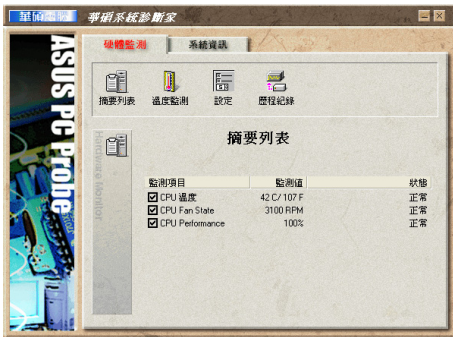 華碩電腦 華碩系統診斷家
ASUS PC Probe
硬體監測 系統資訊
摘要列表 溫度監測 設定 歷程紀錄
Hardware Monitor
摘要列表
監測項目 監測值 狀態
CPU 溫度 42 C/ 107 F 正常
CPU Fan State 3100 RPM 正常
CPU Performance 100% 正常